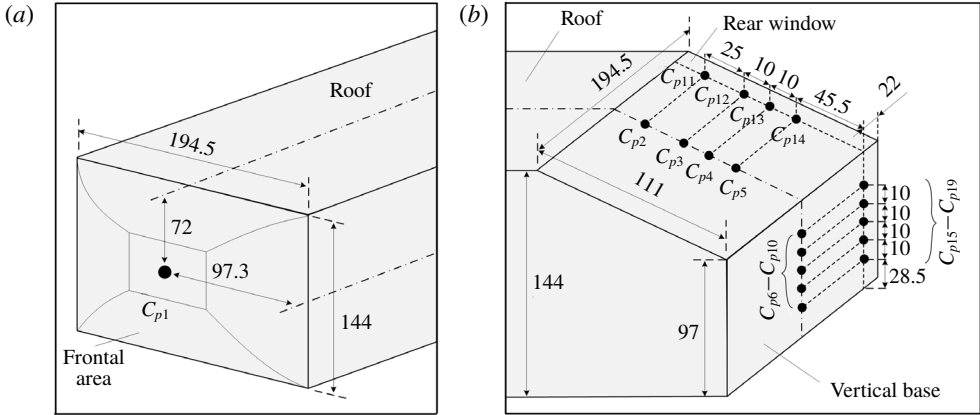 (a)
Roof
194.5
72
97.3
C_{p1}
144
Frontal
area
(b)
Roof
Rear window
194.5
25
10
10
45.5
22
C_{p11}
C_{p12}
C_{p13}
C_{p14}
C_{p2}
C_{p3}
C_{p4}
C_{p5}
111
144
97
C_{p6}–C_{p10}
10
10
10
10
28.5
C_{p15}–C_{p19}
Vertical base